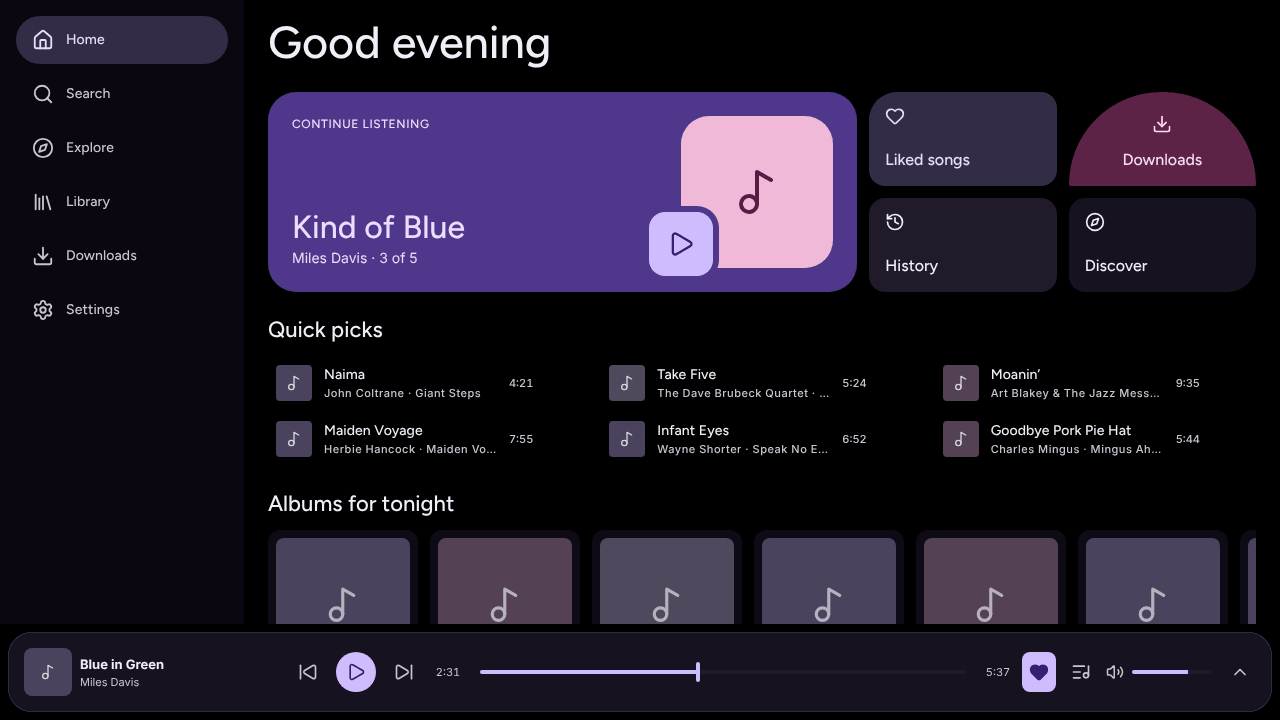 Home
Search
Explore
Library
Downloads
Settings
Good evening
CONTINUE LISTENING
Kind of Blue
Miles Davis · 3 of 5
Liked songs
Downloads
History
Discover
Quick picks
Naima
John Coltrane · Giant Steps
4:21
Take Five
The Dave Brubeck Quartet · ...
5:24
Moanin’
Art Blakey & The Jazz Mess...
9:35
Maiden Voyage
Herbie Hancock · Maiden Vo...
7:55
Infant Eyes
Wayne Shorter · Speak No E...
6:52
Goodbye Pork Pie Hat
Charles Mingus · Mingus Ah...
5:44
Albums for tonight
Blue in Green
Miles Davis
2:31
5:37